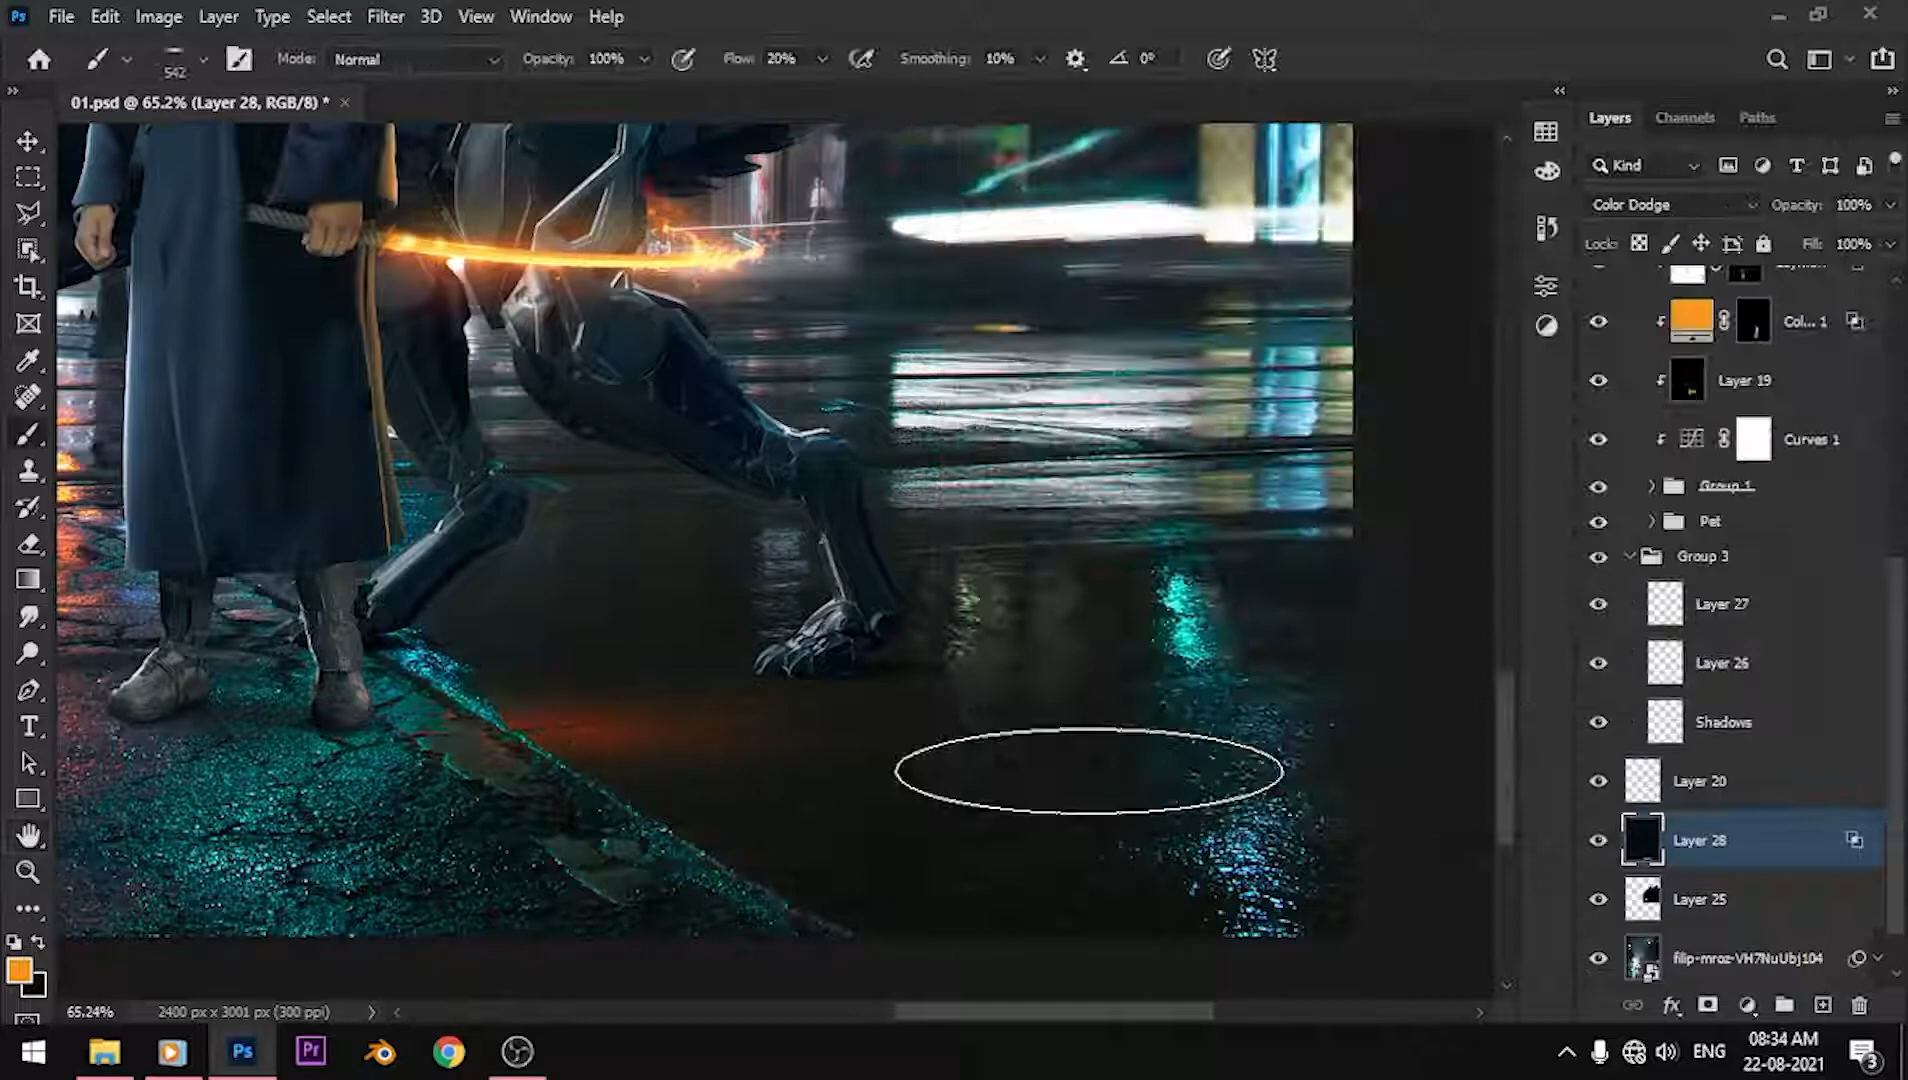 Ps File Edit Image Layer Type Select Filter 3D View Window Help
542 Mode: Normal Opacity: 100% Flow: 20% Smoothing: 10% 0°
01.psd @ 65.2% (Layer 28, RGB/8) *
Layers Channels Paths
Kind
Color Dodge Opacity: 100%
Lock: Fill: 100%
Col... 1
Layer 19
Curves 1
Group 1
Pet
Group 3
Layer 27
Layer 26
Shadows
Layer 20
Layer 28
Layer 25
filip-mroz-VH7NuUbj104
65.24% 2400 px x 3001 px (300 ppi)
Ps Pr ENG 08:34 AM
22-08-2021
3